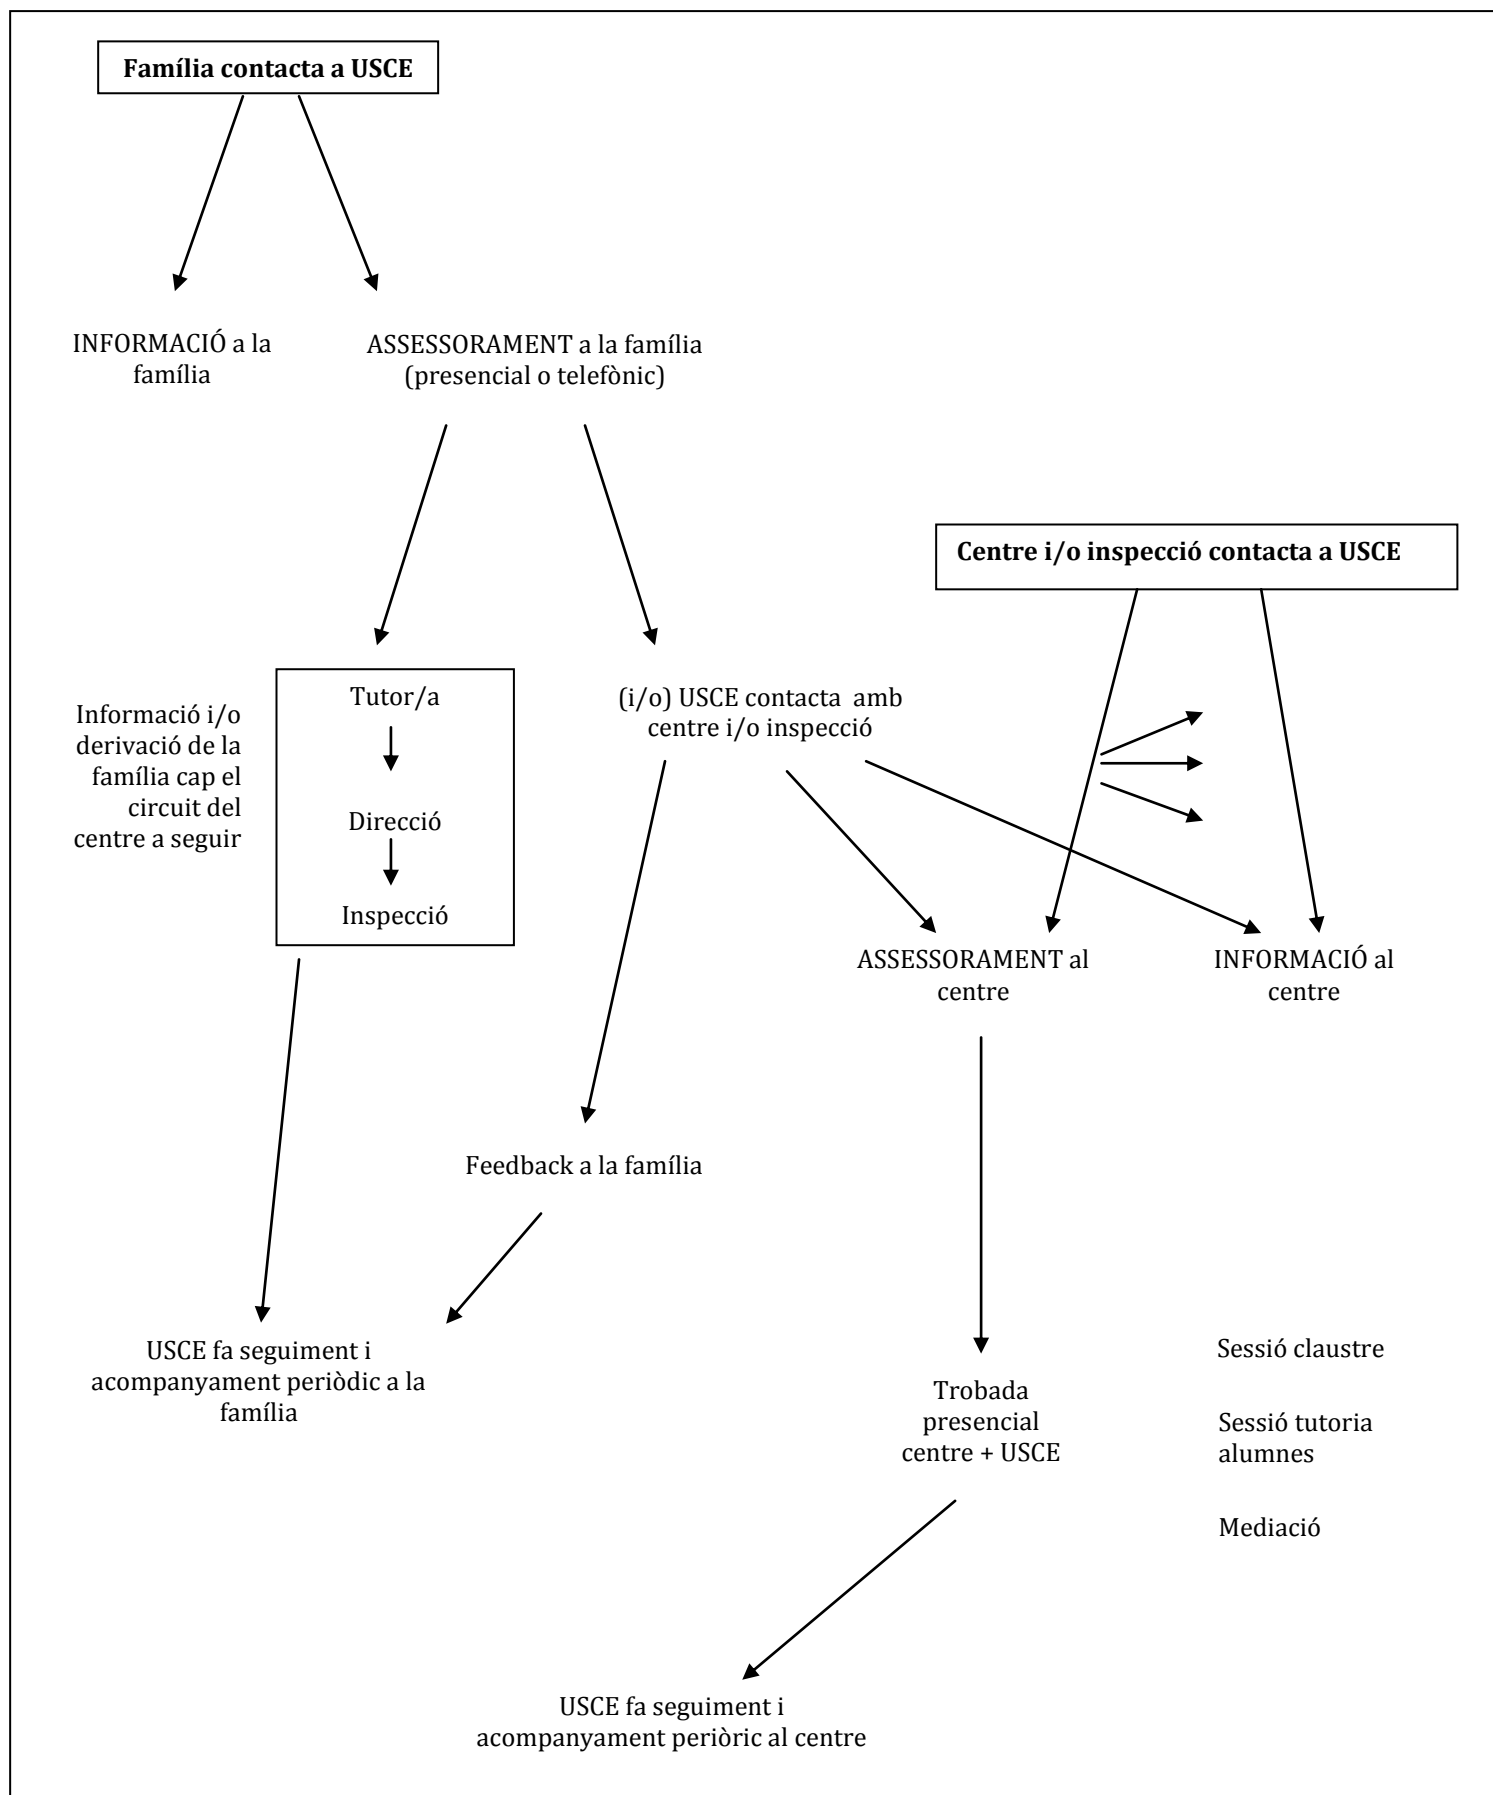 Família contacta a USCE
INFORMACIÓ a la
família
ASSESSORAMENT a la família
(presencial o telefònic)
Centre i/o inspecció contacta a USCE
Informació i/o
derivació de la
família cap el
circuit del
centre a seguir
Tutor/a
Direcció
Inspecció
(i/o) USCE contacta  amb
centre i/o inspecció
ASSESSORAMENT al
centre
INFORMACIÓ al
centre
Feedback a la família
USCE fa seguiment i
acompanyament periòdic a la
família
Trobada
presencial
centre + USCE
Sessió claustre
Sessió tutoria
alumnes
Mediació
USCE fa seguiment i
acompanyament periòric al centre